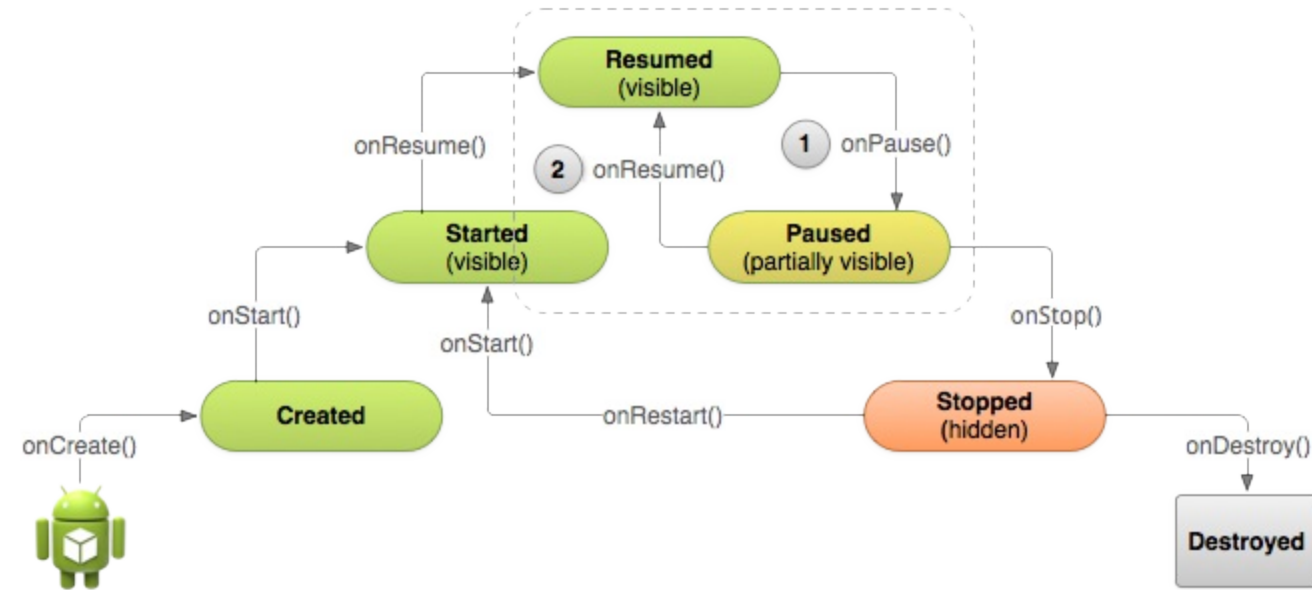 Resumed
(visible)
onResume()
1
onPause()
2
onResume()
Started
(visible)
Paused
(partially visible)
onStart()
onStop()
onStart()
Created
Stopped
(hidden)
onRestart()
onCreate()
onDestroy()
Destroyed